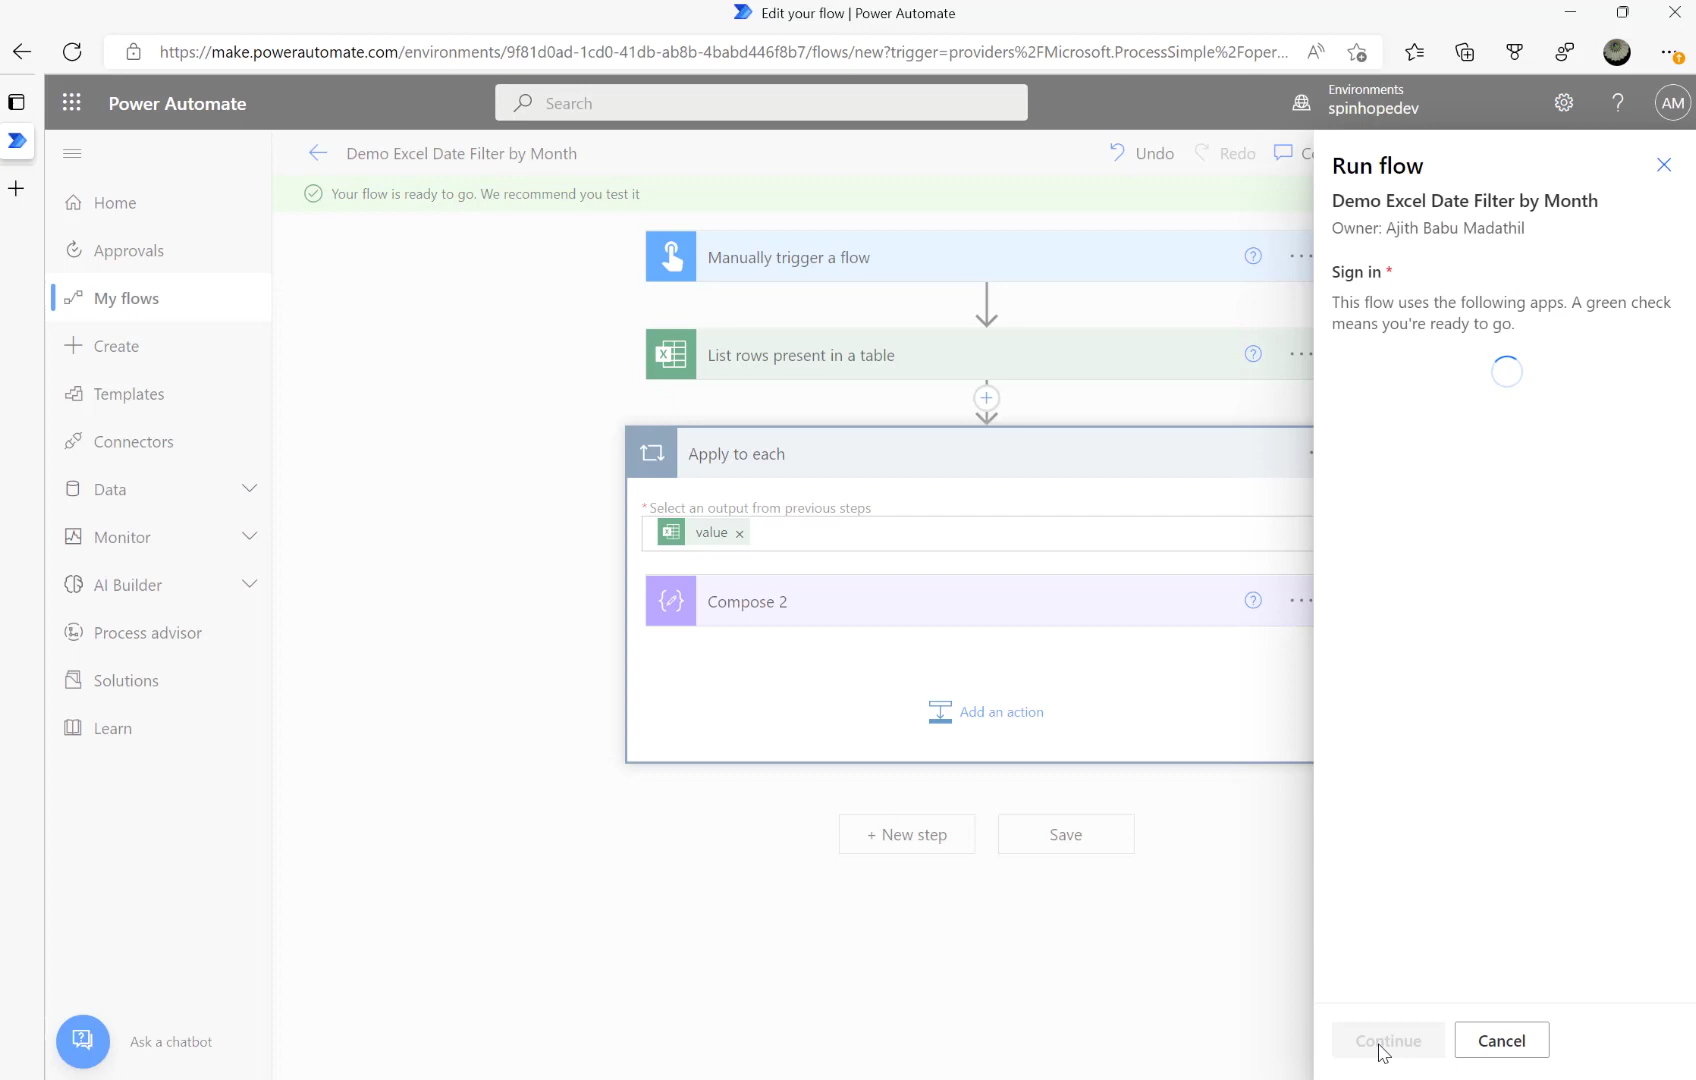 Edit your flow | Power Automate
https://make.powerautomate.com/environments/9f81d0ad-1cd0-41db-ab8b-4babd446f8b7/flows/new?trigger=providers%2FMicrosoft.ProcessSimple%2Foper...
Power Automate
Search
Environments
spinhopedev
?
AM
Demo Excel Date Filter by Month
Undo
Redo
Your flow is ready to go. We recommend you test it
Home
Approvals
My flows
Create
Templates
Connectors
Data
Monitor
AI Builder
Process advisor
Solutions
Learn
Ask a chatbot
Manually trigger a flow
List rows present in a table
Apply to each
* Select an output from previous steps
value ×
Compose 2
Add an action
+ New step
Save
Run flow
Demo Excel Date Filter by Month
Owner: Ajith Babu Madathil
Sign in *
This flow uses the following apps. A green check
means you're ready to go.
Continue
Cancel